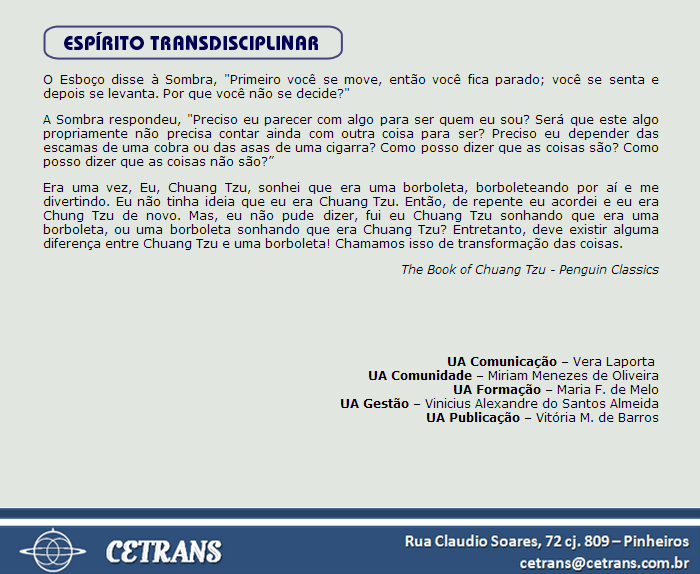 ESPÍRITO TRANSDISCIPLINAR
O Esboço disse à Sombra, "Primeiro você se move, então você fica parado; você se senta e
depois se levanta. Por que você não se decide?"
A Sombra respondeu, "Preciso eu parecer com algo para ser quem eu sou? Será que este algo
propriamente não precisa contar ainda com outra coisa para ser? Preciso eu depender das
escamas de uma cobra ou das asas de uma cigarra? Como posso dizer que as coisas são? Como
posso dizer que as coisas não são?”
Era uma vez, Eu, Chuang Tzu, sonhei que era uma borboleta, borboleteando por aí e me
divertindo. Eu não tinha ideia que eu era Chuang Tzu. Então, de repente eu acordei e eu era
Chung Tzu de novo. Mas, eu não pude dizer, fui eu Chuang Tzu sonhando que era uma
borboleta, ou uma borboleta sonhando que era Chuang Tzu? Entretanto, deve existir alguma
diferença entre Chuang Tzu e uma borboleta! Chamamos isso de transformação das coisas.
The Book of Chuang Tzu - Penguin Classics
UA Comunicação – Vera Laporta
UA Comunidade – Miriam Menezes de Oliveira
UA Formação – Maria F. de Melo
UA Gestão – Vinicius Alexandre do Santos Almeida
UA Publicação – Vitória M. de Barros
CETRANS
Rua Claudio Soares, 72 cj. 809 – Pinheiros
cetrans@cetrans.com.br